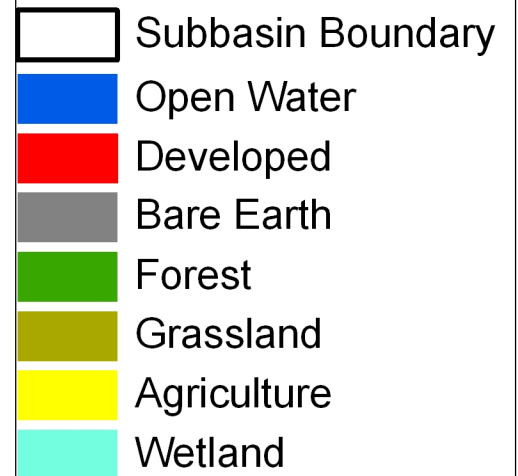 Subbasin Boundary
Open Water
Developed
Bare Earth
Forest
Grassland
Agriculture
Wetland